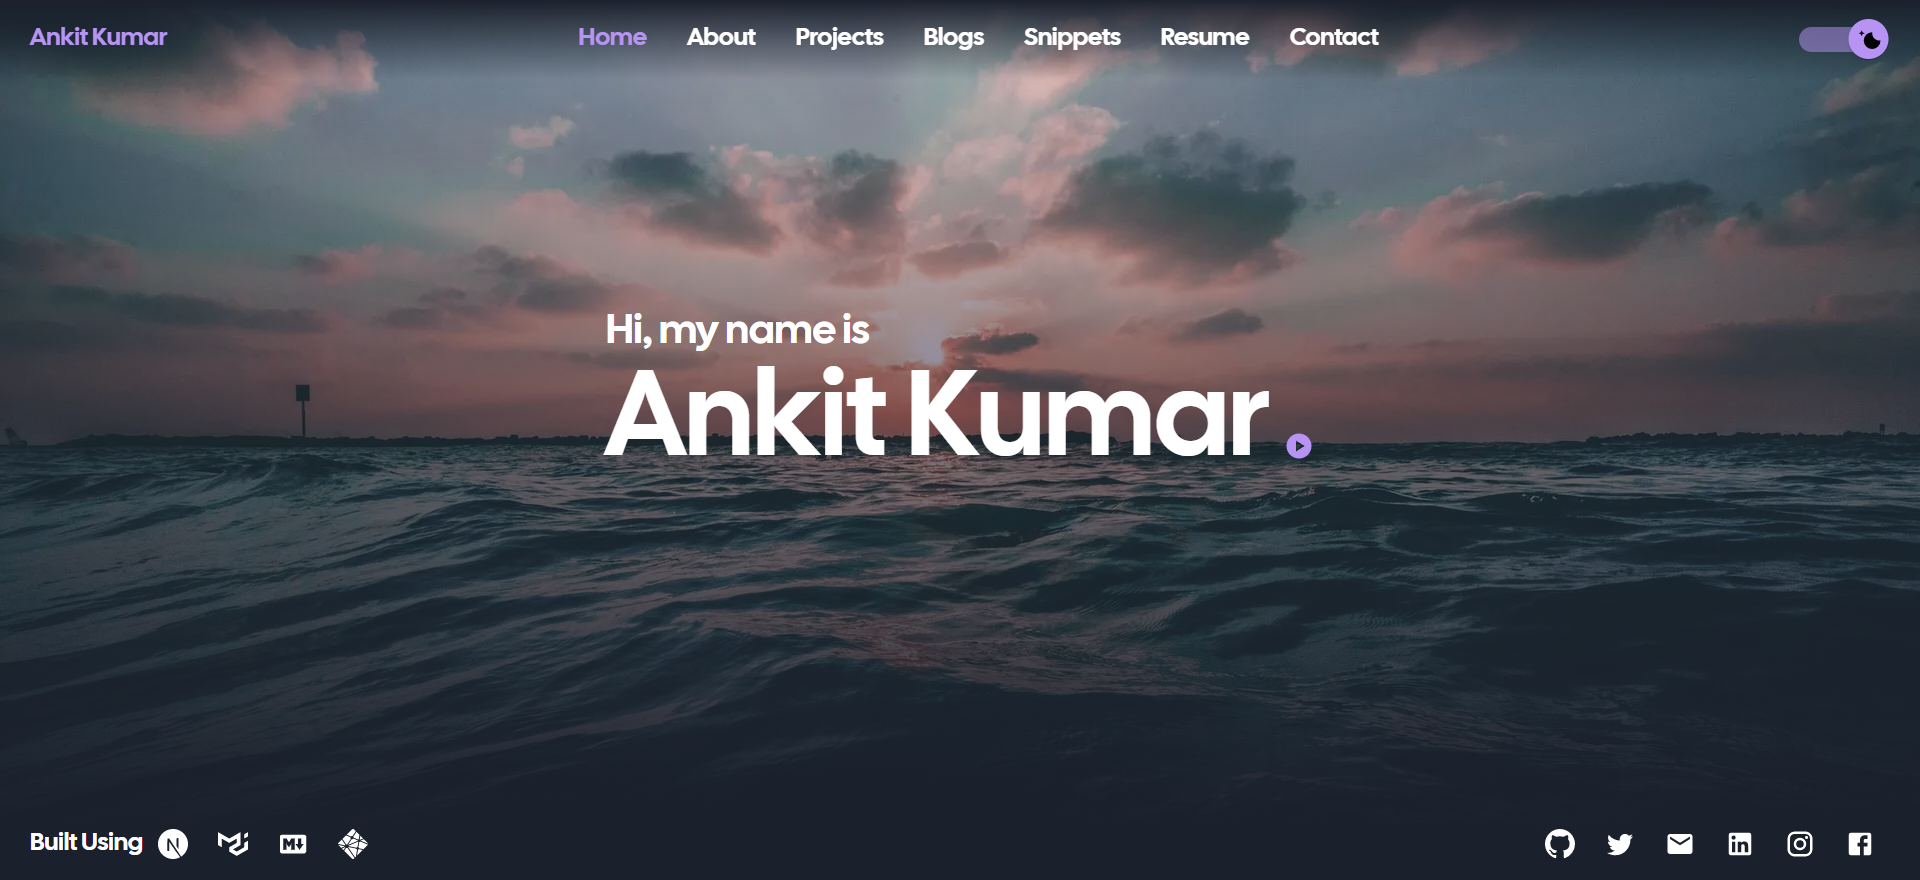 Ankit Kumar
Home About Projects Blogs Snippets Resume Contact
Hi, my name is
Ankit Kumar
Built Using